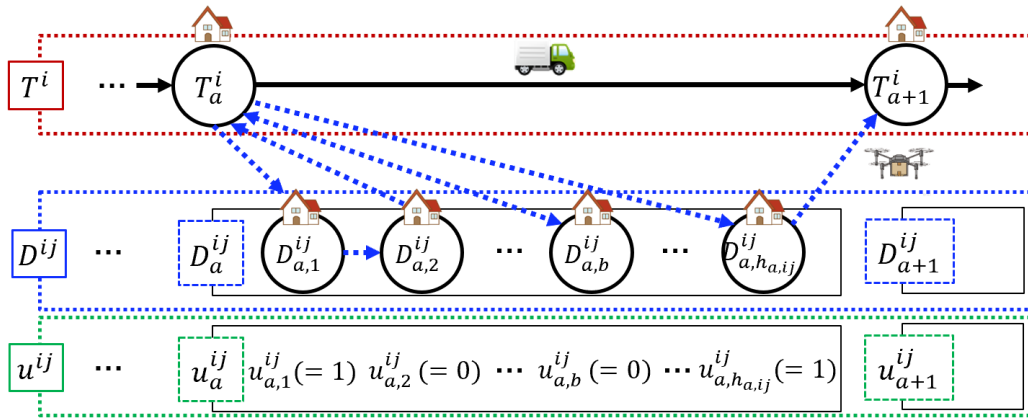 T^i ⋯ T_a^i T_{a+1}^i
D^{ij} ⋯ D_a^{ij} D_{a,1}^{ij} D_{a,2}^{ij} ⋯ D_{a,b}^{ij} ⋯ D_{a,h_{a,ij}}^{ij} D_{a+1}^{ij}
u^{ij} ⋯ u_a^{ij} u_{a,1}^{ij}(= 1) u_{a,2}^{ij}(= 0) ⋯ u_{a,b}^{ij}(= 0) ⋯ u_{a,h_{a,ij}}^{ij}(= 1) u_{a+1}^{ij}